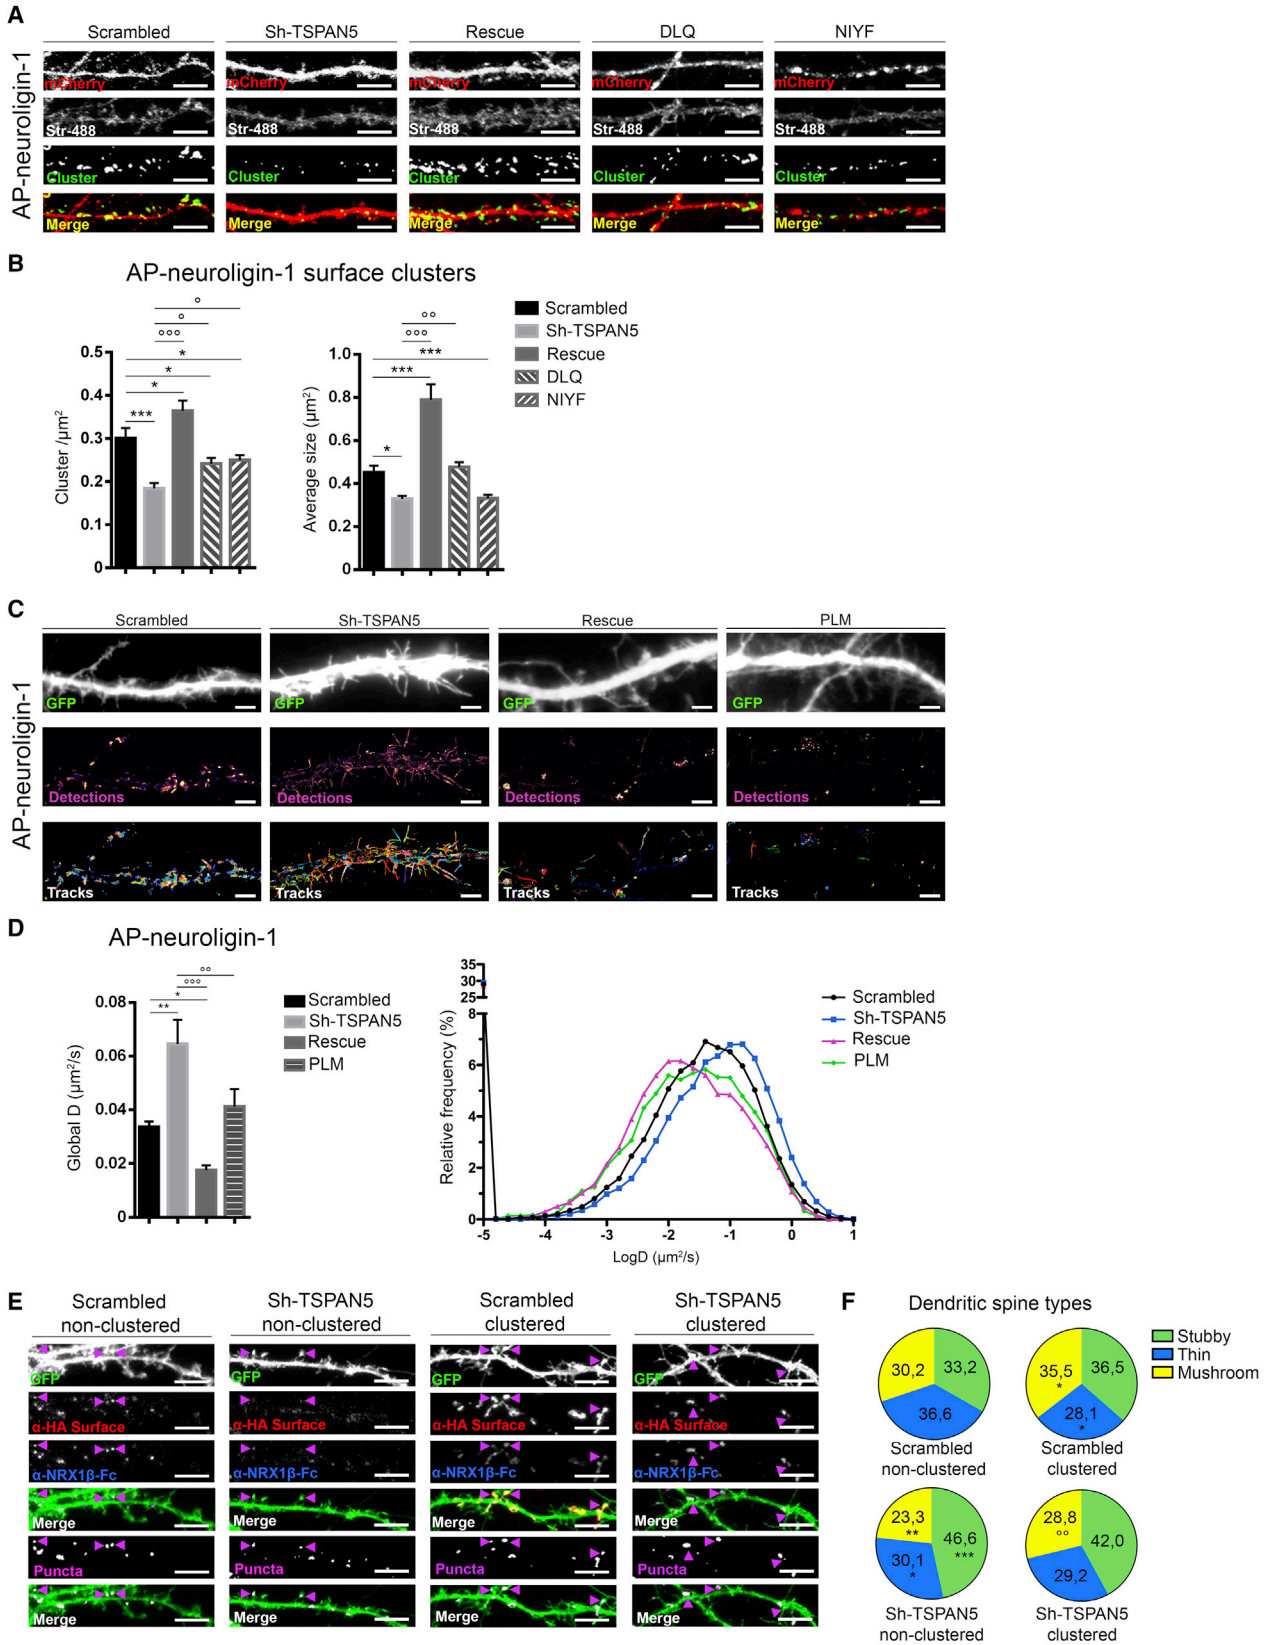 A
Scrambled
Sh-TSPAN5
Rescue
DLQ
NIYF
AP-neuroligin-1
mCherry
mCherry
mCherry
mCherry
mCherry
Str-488
Str-488
Str-488
Str-488
Str-488
Cluster
Cluster
Cluster
Cluster
Cluster
Merge
Merge
Merge
Merge
Merge
B
AP-neuroligin-1 surface clusters
Cluster /µm²
0.5
0.4
0.3
0.2
0.1
0
***
*
*
*
°°°
°
°
Average size (µm²)
1.0
0.8
0.6
0.4
0.2
0
*
***
***
°°°
°°
Scrambled
Sh-TSPAN5
Rescue
DLQ
NIYF
C
Scrambled
Sh-TSPAN5
Rescue
PLM
AP-neuroligin-1
GFP
GFP
GFP
GFP
Detections
Detections
Detections
Detections
Tracks
Tracks
Tracks
Tracks
D
AP-neuroligin-1
Global D (µm²/s)
0.08
0.06
0.04
0.02
0
**
*
°°°
°°
Scrambled
Sh-TSPAN5
Rescue
PLM
Relative frequency (%)
35
30
25
8
6
4
2
0
-5
-4
-3
-2
-1
0
1
LogD (µm²/s)
Scrambled
Sh-TSPAN5
Rescue
PLM
E
Scrambled
non-clustered
Sh-TSPAN5
non-clustered
Scrambled
clustered
Sh-TSPAN5
clustered
GFP
GFP
GFP
GFP
α-HA Surface
α-HA Surface
α-HA Surface
α-HA Surface
α-NRX1β-Fc
α-NRX1β-Fc
α-NRX1β-Fc
α-NRX1β-Fc
Merge
Merge
Merge
Merge
Puncta
Puncta
Puncta
Puncta
Merge
Merge
Merge
Merge
F
Dendritic spine types
Stubby
Thin
Mushroom
30,2
33,2
36,6
Scrambled
non-clustered
35,5
*
36,5
28,1
*
Scrambled
clustered
23,3
**
46,6
***
30,1
*
Sh-TSPAN5
non-clustered
28,8
°°
42,0
29,2
Sh-TSPAN5
clustered